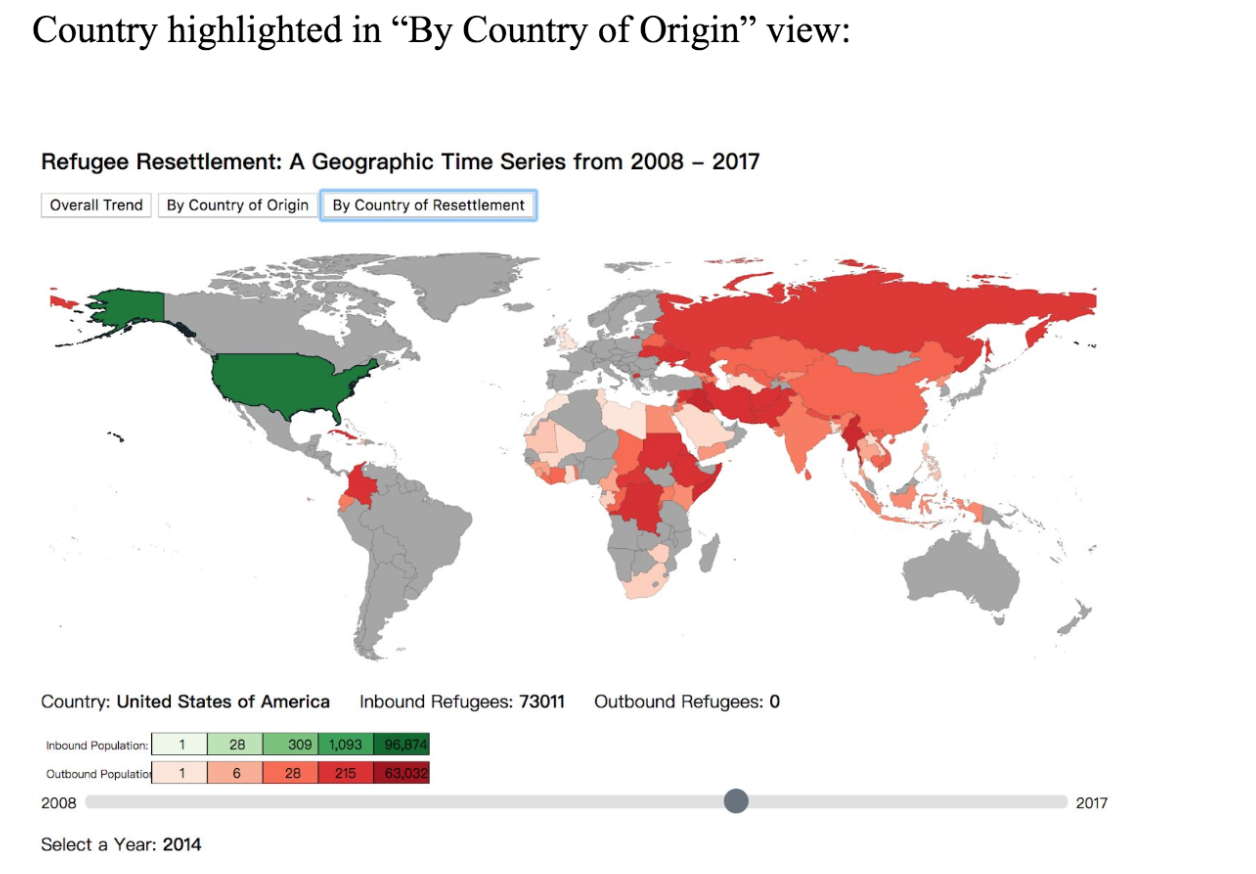 Country highlighted in “By Country of Origin” view:
Refugee Resettlement: A Geographic Time Series from 2008 – 2017
Overall Trend By Country of Origin By Country of Resettlement
Country: United States of America Inbound Refugees: 73011 Outbound Refugees: 0
Inbound Population: 1 28 309 1,093 96,874
Outbound Population 1 6 28 215 63,032
2008 2017
Select a Year: 2014